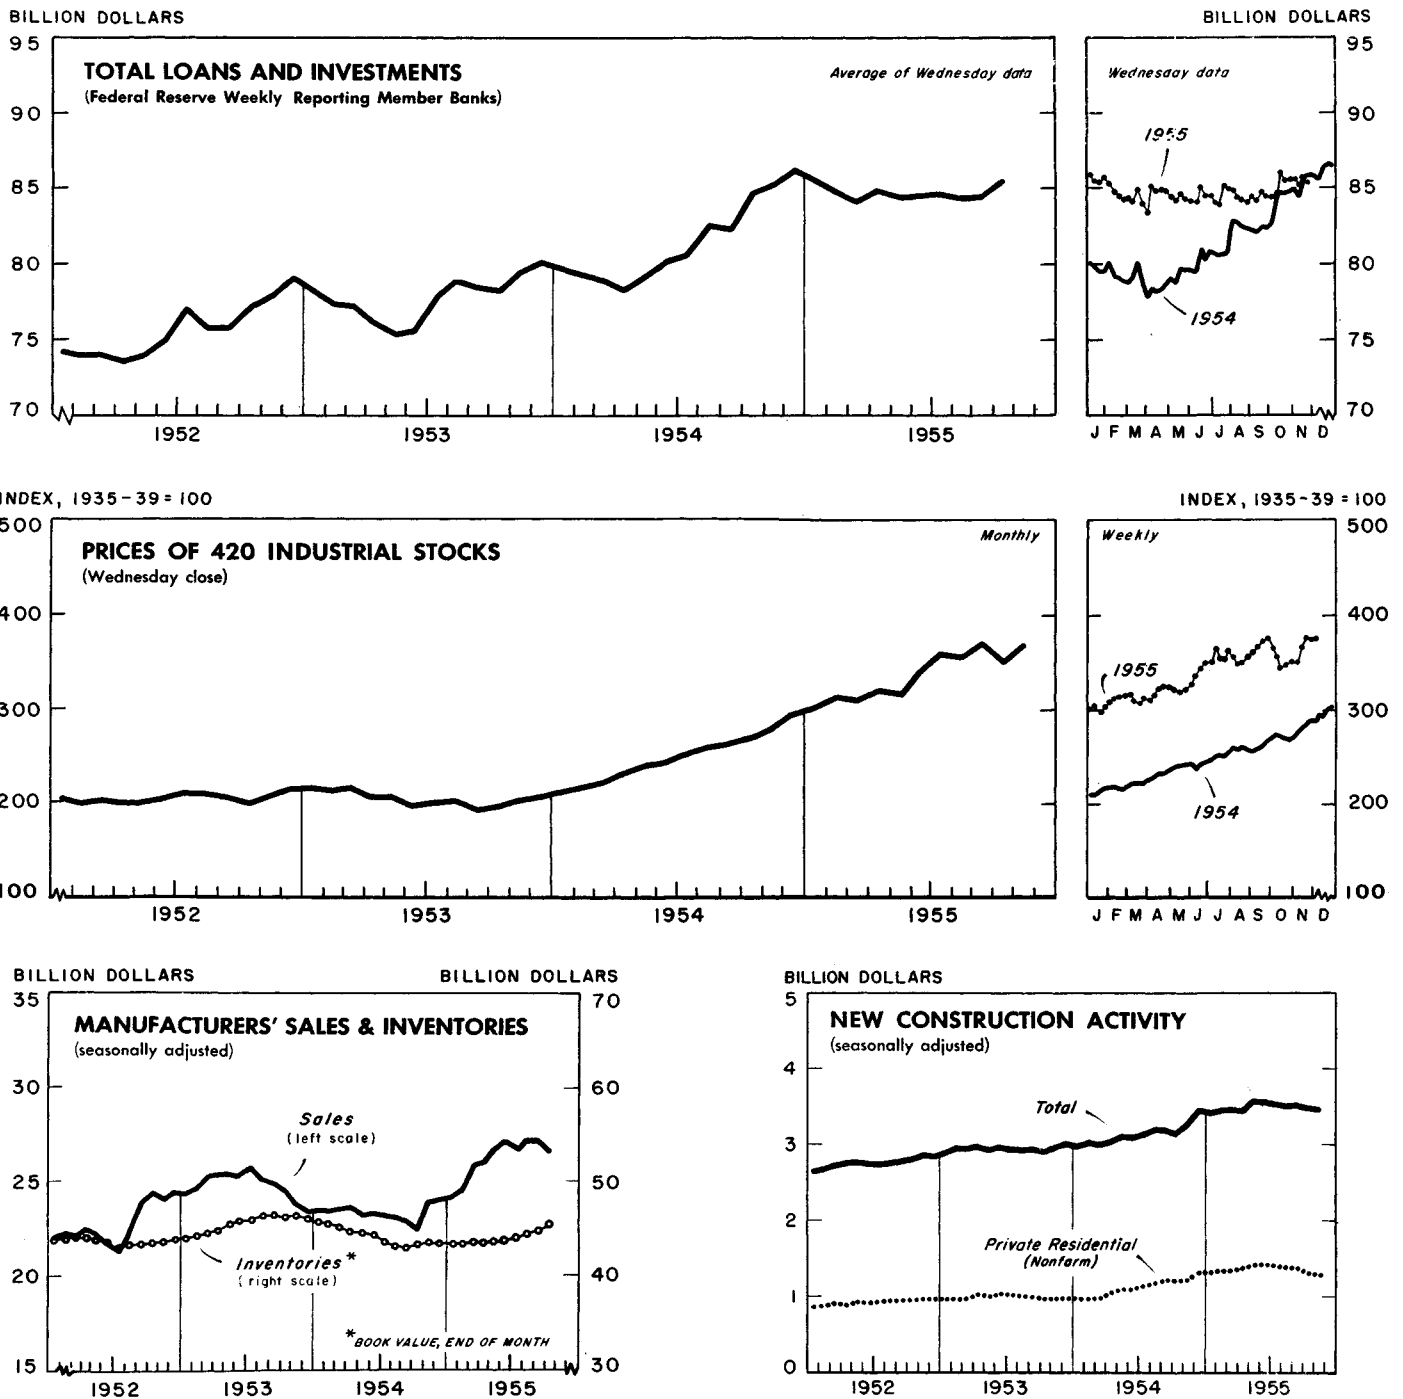 BILLION DOLLARS BILLION DOLLARS
95 95
TOTAL LOANS AND INVESTMENTS Average of Wednesday data Wednesday data
(Federal Reserve Weekly Reporting Member Banks)
90 90
1955
85 85
80 80
1954
75 75
70 70
1952 1953 1954 1955 J F M A M J J A S O N D
INDEX, 1935-39 = 100 INDEX, 1935-39 = 100
500 500
PRICES OF 420 INDUSTRIAL STOCKS Monthly Weekly
(Wednesday close)
400 400
1955
300 300
200 200
1954
100 100
1952 1953 1954 1955 J F M A M J J A S O N D
BILLION DOLLARS BILLION DOLLARS
35 70
MANUFACTURERS' SALES & INVENTORIES
(seasonally adjusted)
30 60
Sales
(left scale)
25 50
Inventories *
(right scale)
20 40
*BOOK VALUE, END OF MONTH
15 30
1952 1953 1954 1955
BILLION DOLLARS
5
NEW CONSTRUCTION ACTIVITY
(seasonally adjusted)
4
Total
3
2
Private Residential
(Nonfarm)
1
0
1952 1953 1954 1955